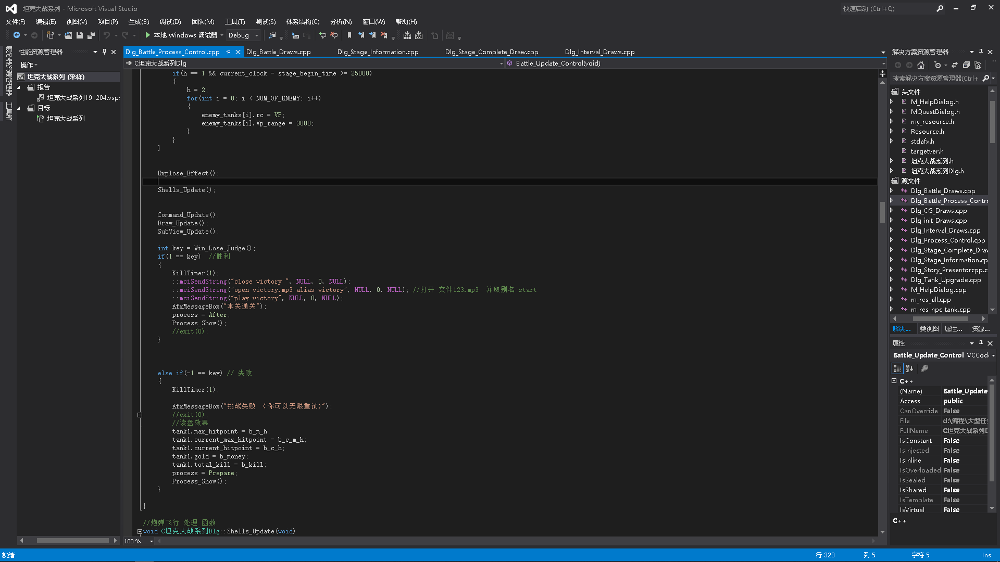 坦克大战系列 - Microsoft Visual Studio
快速启动 (Ctrl+Q)
文件(F) 编辑(E) 视图(V) 项目(P) 生成(B) 调试(D) 团队(M) 工具(T) 测试(S) 体系结构(C) 分析(N) 窗口(W) 帮助(H)
本地 Windows 调试器 Debug
服务器资源管理器
工具箱
性能资源管理器
操作
坦克大战系列 (采样)
报告
坦克大战系列191204.vsp
目标
坦克大战系列
Dlg_Battle_Process_Control.cpp Dlg_Battle_Draws.cpp Dlg_Stage_Information.cpp Dlg_Stage_Complete_Draw.cpp Dlg_Interval_Draws.cpp
C坦克大战系列Dlg Battle_Update_Control(void)
if(h == 1 && current_clock - stage_begin_time >= 25000)
{
h = 2;
for(int i = 0; i < NUM_OF_ENEMY; i++)
{
enemy_tanks[i].rc = VP;
enemy_tanks[i].Vp_range = 3000;
}
}
}
Explose_Effect();
Shells_Update();
Command_Update();
Draw_Update();
SubView_Update();
int key = Win_Lose_Judge();
if(1 == key) //胜利
{
KillTimer(1);
::mciSendString("close victory ", NULL, 0, NULL);
::mciSendString("open victory.mp3 alias victory", NULL, 0, NULL); //打开 文件123.mp3 并取别名 start
::mciSendString("play victory", NULL, 0, NULL);
AfxMessageBox("本关通关");
process = After;
Process_Show();
//exit(0);
}
else if(-1 == key) // 失败
{
KillTimer(1);
AfxMessageBox("挑战失败 （你可以无限重试)");
//exit(0);
//读盘效果
tank1.max_hitpoint = b_m_h;
tank1.current_max_hitpoint = b_c_m_h;
tank1.current_hitpoint = b_c_h;
tank1.gold = b_money;
tank1.total_kill = b_kill;
process = Prepare;
Process_Show();
}
}
//炮弹飞行 处理 函数
void C坦克大战系列Dlg::Shells_Update(void)
100 %
解决方案资源管理器
搜索解决方案资源管理器(Ctrl+
头文件
M_HelpDialog.h
MQuestDialog.h
my_resource.h
Resource.h
stdafx.h
targetver.h
坦克大战系列.h
坦克大战系列Dlg.h
源文件
Dlg_Battle_Draws.cpp
Dlg_Battle_Process_Contro
Dlg_CG_Draws.cpp
Dlg_init_Draws.cpp
Dlg_Interval_Draws.cpp
Dlg_Process_Control.cpp
Dlg_Stage_Complete_Draw
Dlg_Stage_Information.cp
Dlg_Story_Presentorcpp.c
Dlg_Tank_Upgrade.cpp
M_HelpDialog.cpp
m_res_all.cpp
m_res_npc_tank.cpp
解决... 类视图 属性... 资源...
属性
Battle_Update_Control VCCode
C++
(Name) Battle_Update
Access public
CanOverride False
File d:\编程\大型任
FullName C坦克大战系列D
IsConstant False
IsInjected False
IsInline False
IsOverloaded False
IsSealed False
IsShared False
IsTemplate False
IsVirtual False
C++
就绪 行 323 列 5 字符 5 Ins